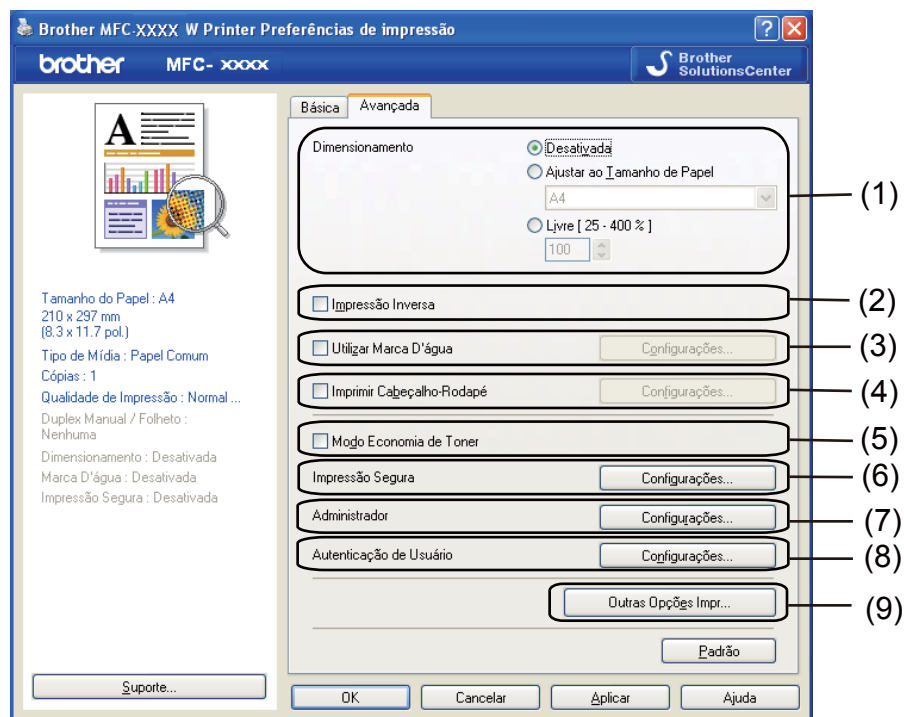 Brother MFC-XXXX W Printer Preferências de impressão
brother MFC- xxxx
Brother
SolutionsCenter
Básica Avançada
A
Tamanho do Papel : A4
210 x 297 mm
(8.3 x 11.7 pol.)
Tipo de Mídia : Papel Comum
Cópias : 1
Qualidade de Impressão : Normal ...
Duplex Manual / Folheto :
Nenhuma
Dimensionamento : Desativada
Marca D'água : Desativada
Impressão Segura : Desativada
Suporte...
Dimensionamento
Desativada
Ajustar ao Tamanho de Papel
A4
Livre [ 25 - 400 % ]
100
(1)
Impressão Inversa
(2)
Utilizar Marca D'água Configurações...
(3)
Imprimir Cabeçalho-Rodapé Configurações...
(4)
Modo Economia de Toner
(5)
Impressão Segura Configurações...
(6)
Administrador Configurações...
(7)
Autenticação de Usuário Configurações...
(8)
Outras Opções Impr...
(9)
Padrão
OK Cancelar Aplicar Ajuda